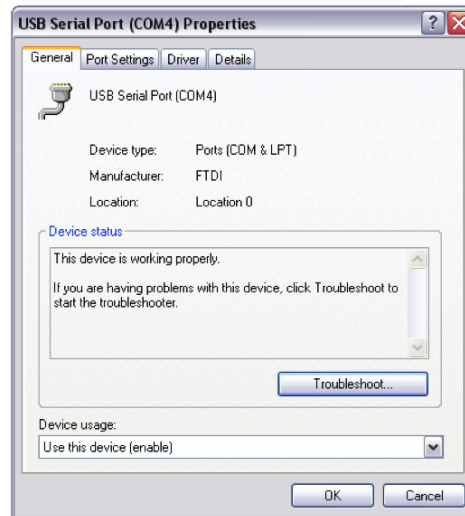 USB Serial Port (COM4) Properties
General Port Settings Driver Details
USB Serial Port (COM4)
Device type: Ports (COM & LPT)
Manufacturer: FTDI
Location: Location 0
Device status
This device is working properly.
If you are having problems with this device, click Troubleshoot to
start the troubleshooter.
Troubleshoot...
Device usage:
Use this device (enable)
OK Cancel